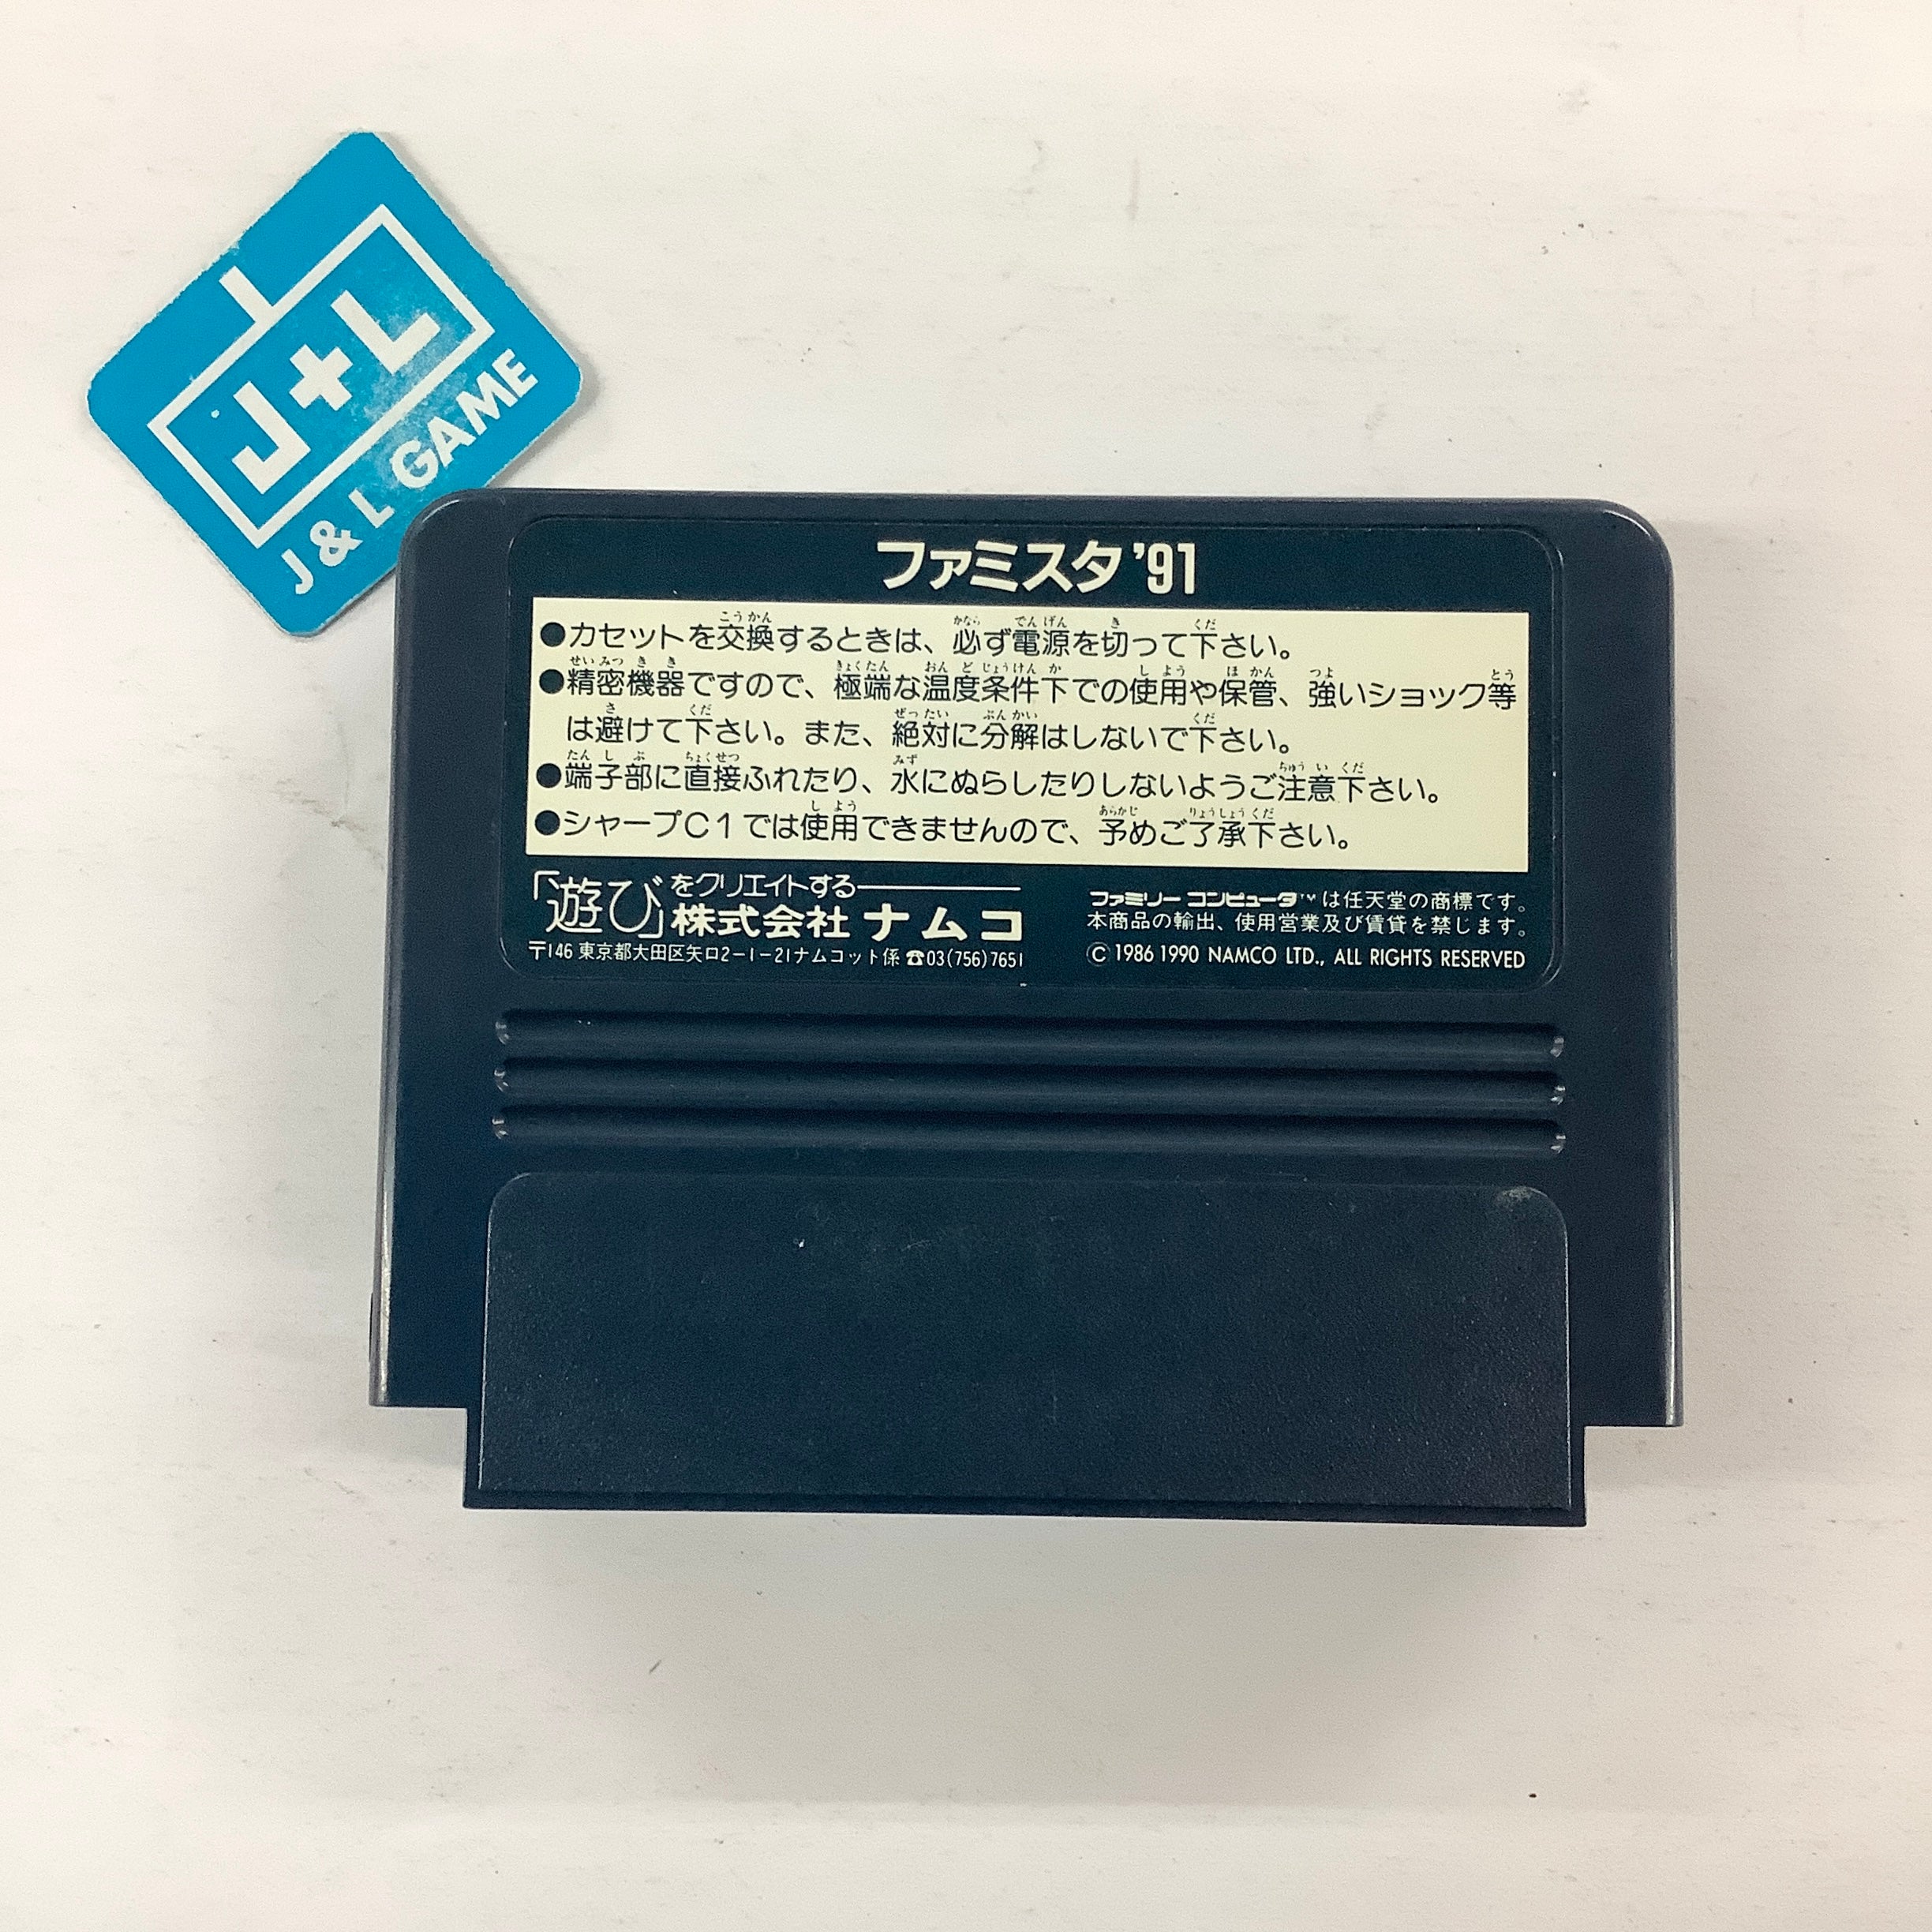 J+L
J & L GAME
ファミスタ'91
●カセットを交換するときは、必ず電源を切って下さい。
●精密機器ですので、極端な温度条件下での使用や保管、強いショック等
は避けて下さい。また、絶対に分解はしないで下さい。
●端子部に直接ふれたり、水にぬらしたりしないようご注意下さい。
●シャープC1では使用できませんので、予めご了承下さい。
「遊び」をクリエイトする
株式会社ナムコ
〒146 東京都大田区矢口2-1-21ナムコット係 ☎03(756)7651
ファミリーコンピュータ™は任天堂の商標です。
本商品の輸出、使用営業及び賃貸を禁じます。
©1986 1990 NAMCO LTD., ALL RIGHTS RESERVED